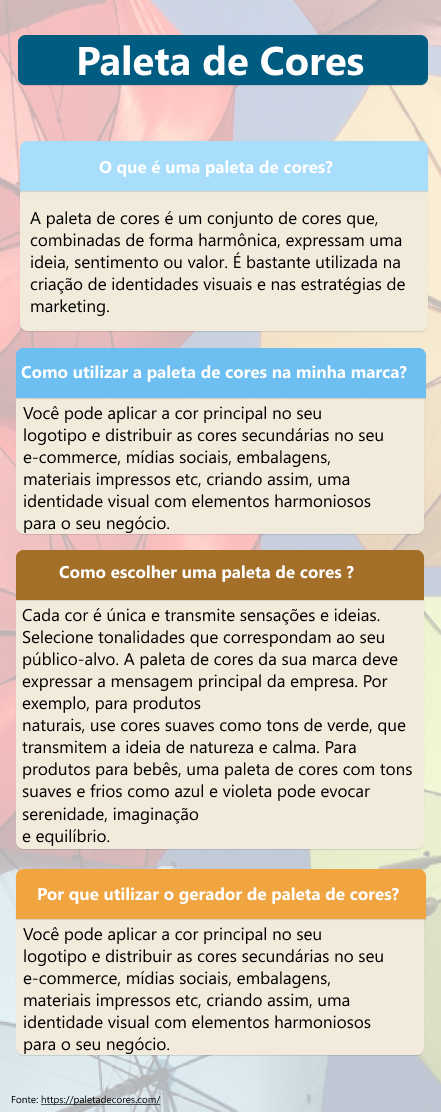 Paleta de Cores
O que é uma paleta de cores?
A paleta de cores é um conjunto de cores que,
combinadas de forma harmônica, expressam uma
ideia, sentimento ou valor. É bastante utilizada na
criação de identidades visuais e nas estratégias de
marketing.
Como utilizar a paleta de cores na minha marca?
Você pode aplicar a cor principal no seu
logotipo e distribuir as cores secundárias no seu
e-commerce, mídias sociais, embalagens,
materiais impressos etc, criando assim, uma
identidade visual com elementos harmoniosos
para o seu negócio.
Como escolher uma paleta de cores ?
Cada cor é única e transmite sensações e ideias.
Selecione tonalidades que correspondam ao seu
público-alvo. A paleta de cores da sua marca deve
expressar a mensagem principal da empresa. Por
exemplo, para produtos
naturais, use cores suaves como tons de verde, que
transmitem a ideia de natureza e calma. Para
produtos para bebês, uma paleta de cores com tons
suaves e frios como azul e violeta pode evocar
serenidade, imaginação
e equilíbrio.
Por que utilizar o gerador de paleta de cores?
Você pode aplicar a cor principal no seu
logotipo e distribuir as cores secundárias no seu
e-commerce, mídias sociais, embalagens,
materiais impressos etc, criando assim, uma
identidade visual com elementos harmoniosos
para o seu negócio.
Fonte: https://paletadecores.com/